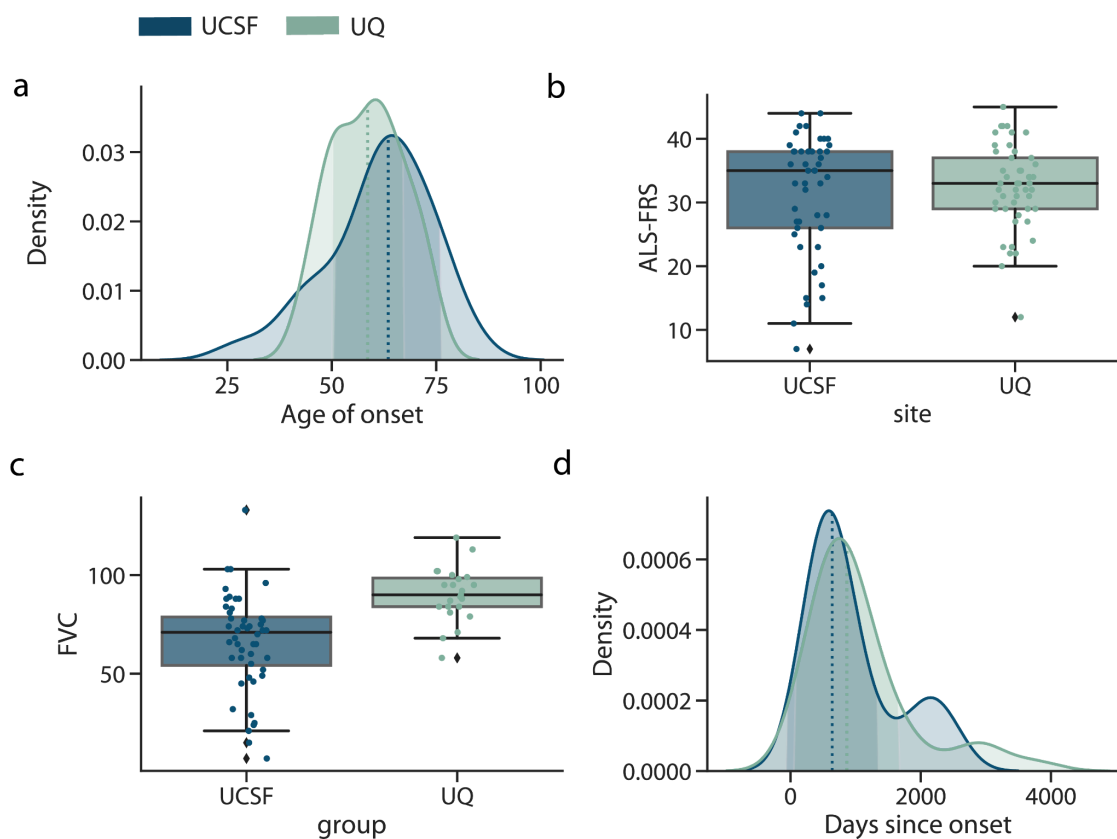 UCSF UQ
a
Density
0.03
0.02
0.01
0.00
25 50 75 100
Age of onset
b
ALS-FRS
40
30
20
10
UCSF UQ
site
c
FVC
100
50
UCSF UQ
group
d
Density
0.0006
0.0004
0.0002
0.0000
0 2000 4000
Days since onset